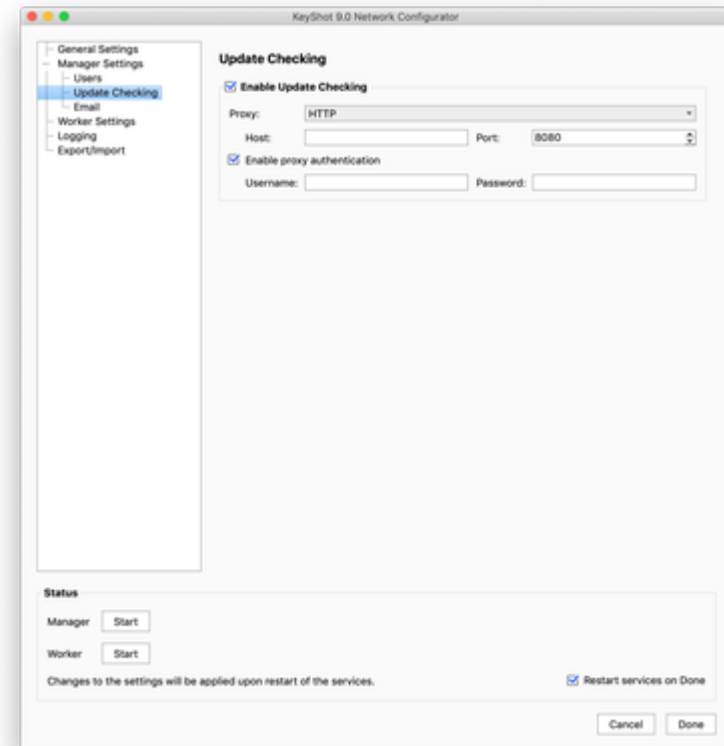 KeyShot 9.0 Network Configurator
General Settings
Manager Settings
Users
Update Checking
Email
Worker Settings
Logging
Export/Import
Update Checking
Enable Update Checking
Proxy: HTTP
Host: Port: 8080
Enable proxy authentication
Username: Password:
Status
Manager Start
Worker Start
Changes to the settings will be applied upon restart of the services. Restart services on Done
Cancel Done